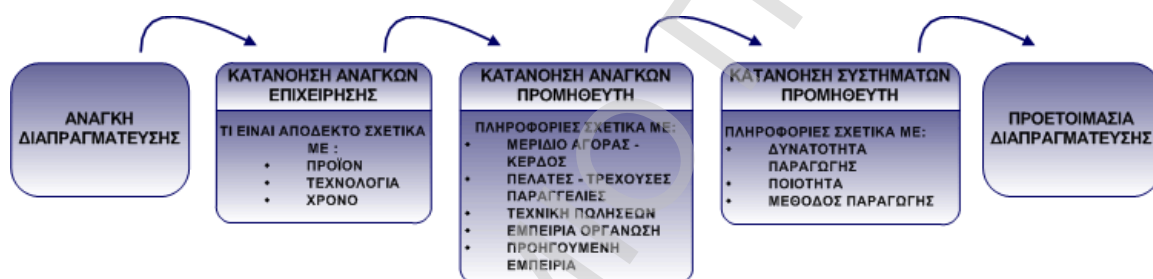 ΑΝΑΓΚΗ
ΔΙΑΠΡΑΓΜΑΤΕΥΣΗΣ
ΚΑΤΑΝΟΗΣΗ ΑΝΑΓΚΩΝ
ΕΠΙΧΕΙΡΗΣΗΣ
ΤΙ ΕΙΝΑΙ ΑΠΟΔΕΚΤΟ ΣΧΕΤΙΚΑ
ΜΕ :
• ΠΡΟΪΟΝ
• ΤΕΧΝΟΛΟΓΙΑ
• ΧΡΟΝΟ
ΚΑΤΑΝΟΗΣΗ ΑΝΑΓΚΩΝ
ΠΡΟΜΗΘΕΥΤΗ
ΠΛΗΡΟΦΟΡΙΕΣ ΣΧΕΤΙΚΑ ΜΕ:
• ΜΕΡΙΔΙΟ ΑΓΟΡΑΣ -
ΚΕΡΔΟΣ
• ΠΕΛΑΤΕΣ - ΤΡΕΧΟΥΣΕΣ
ΠΑΡΑΓΓΕΛΙΕΣ
• ΤΕΧΝΙΚΗ ΠΩΛΗΣΕΩΝ
• ΕΜΠΕΙΡΙΑ ΟΡΓΑΝΩΣΗ
• ΠΡΟΗΓΟΥΜΕΝΗ
ΕΜΠΕΙΡΙΑ
ΚΑΤΑΝΟΗΣΗ ΣΥΣΤΗΜΑΤΩΝ
ΠΡΟΜΗΘΕΥΤΗ
ΠΛΗΡΟΦΟΡΙΕΣ ΣΧΕΤΙΚΑ ΜΕ:
• ΔΥΝΑΤΟΤΗΤΑ
ΠΑΡΑΓΩΓΗΣ
• ΠΟΙΟΤΗΤΑ
• ΜΕΘΟΔΟΣ ΠΑΡΑΓΩΓΗΣ
ΠΡΟΕΤΟΙΜΑΣΙΑ
ΔΙΑΠΡΑΓΜΑΤΕΥΣΗΣ